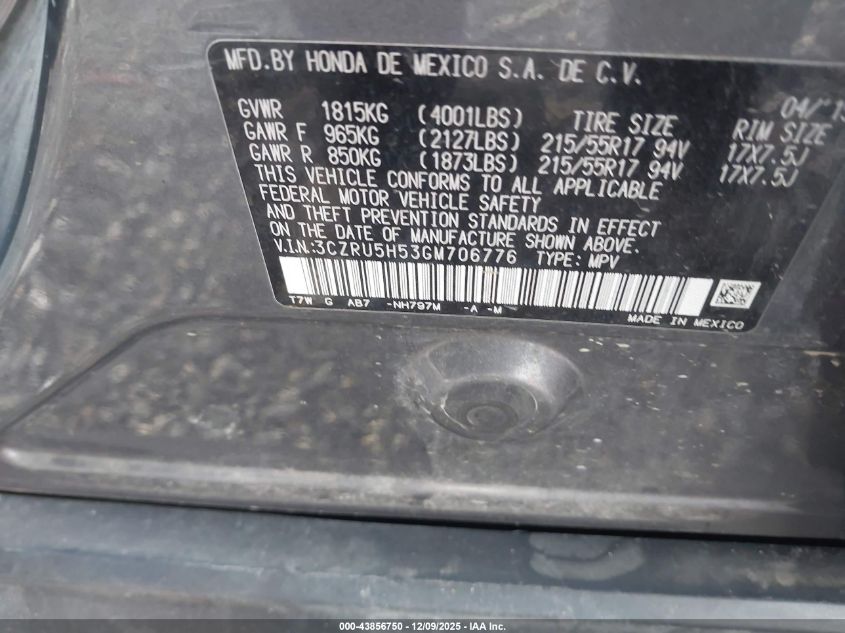 MFD.BY HONDA DE MEXICO S.A. DE C.V.
04/'15
GVWR 1815KG (4001LBS) TIRE SIZE RIM SIZE
GAWR F 965KG (2127LBS) 215/55R17 94V 17X7.5J
GAWR R 850KG (1873LBS) 215/55R17 94V 17X7.5J
THIS VEHICLE CONFORMS TO ALL APPLICABLE
FEDERAL MOTOR VEHICLE SAFETY
AND THEFT PREVENTION STANDARDS IN EFFECT
ON THE DATE OF MANUFACTURE SHOWN ABOVE.
V.I.N:3CZRU5H53GM706776 TYPE: MPV
T7W G AB7 -NH797M -A -M
MADE IN MEXICO
000-43856750 - 12/09/2025 - IAA Inc.